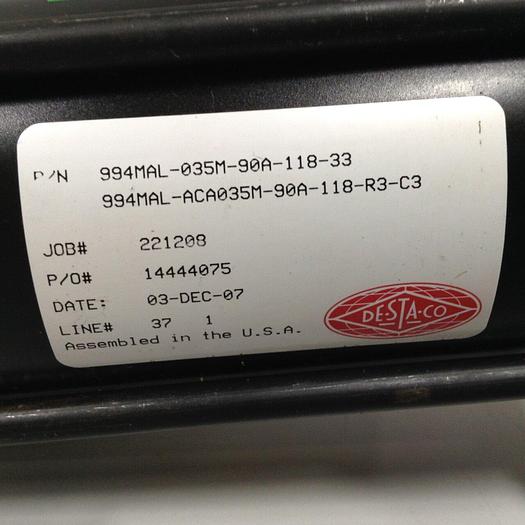 P/N 994MAL-035M-90A-118-33
994MAL-ACA035M-90A-118-R3-C3
JOB# 221208
P/O# 14444075
DATE: 03-DEC-07
LINE# 37 1
Assembled in the U.S.A.
DE-STA-CO